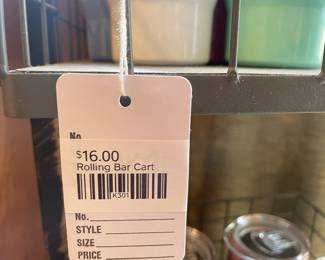 No.
$16.00
Rolling Bar Cart
K301
No.
STYLE
SIZE
PRICE